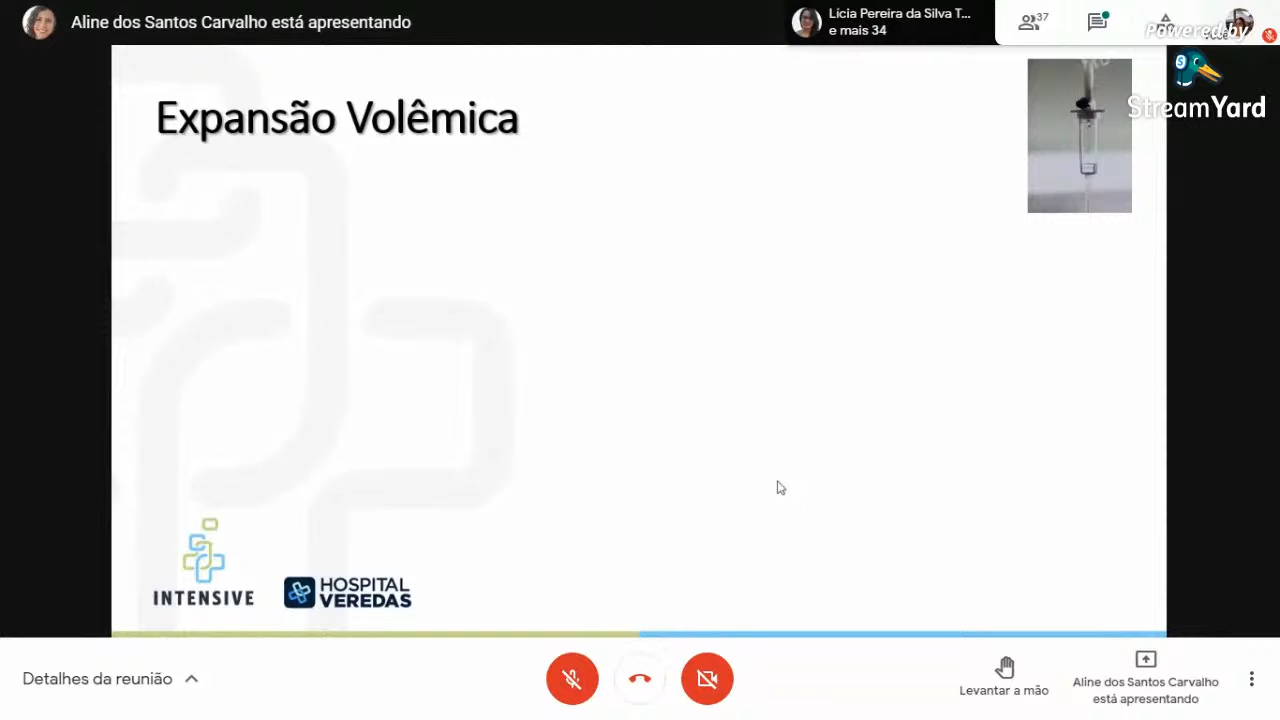 Aline dos Santos Carvalho está apresentando
Lícia Pereira da Silva T...
e mais 34
37
Powered by
StreamYard
Expansão Volêmica
INTENSIVE
HOSPITAL
VEREDAS
Detalhes da reunião
Levantar a mão
Aline dos Santos Carvalho
está apresentando